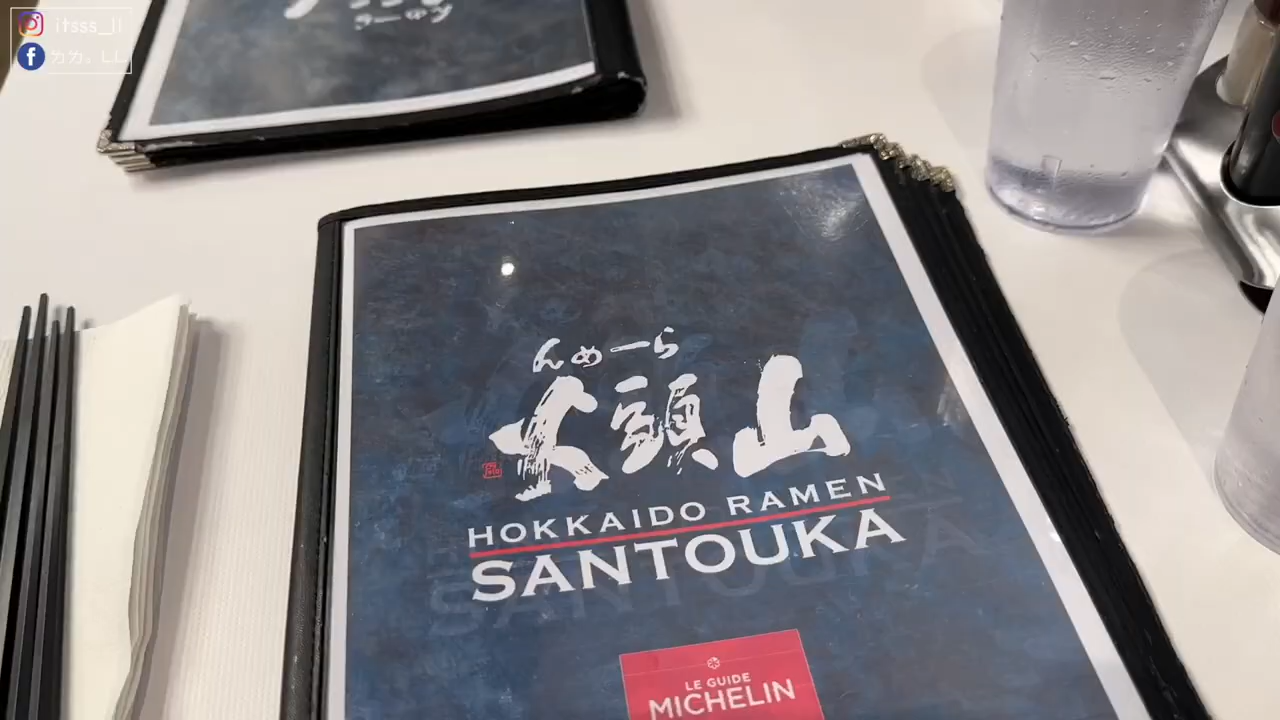 itsss_ll
らーめん
山頭火
HOKKAIDO RAMEN
SANTOUKA
LE GUIDE
MICHELIN